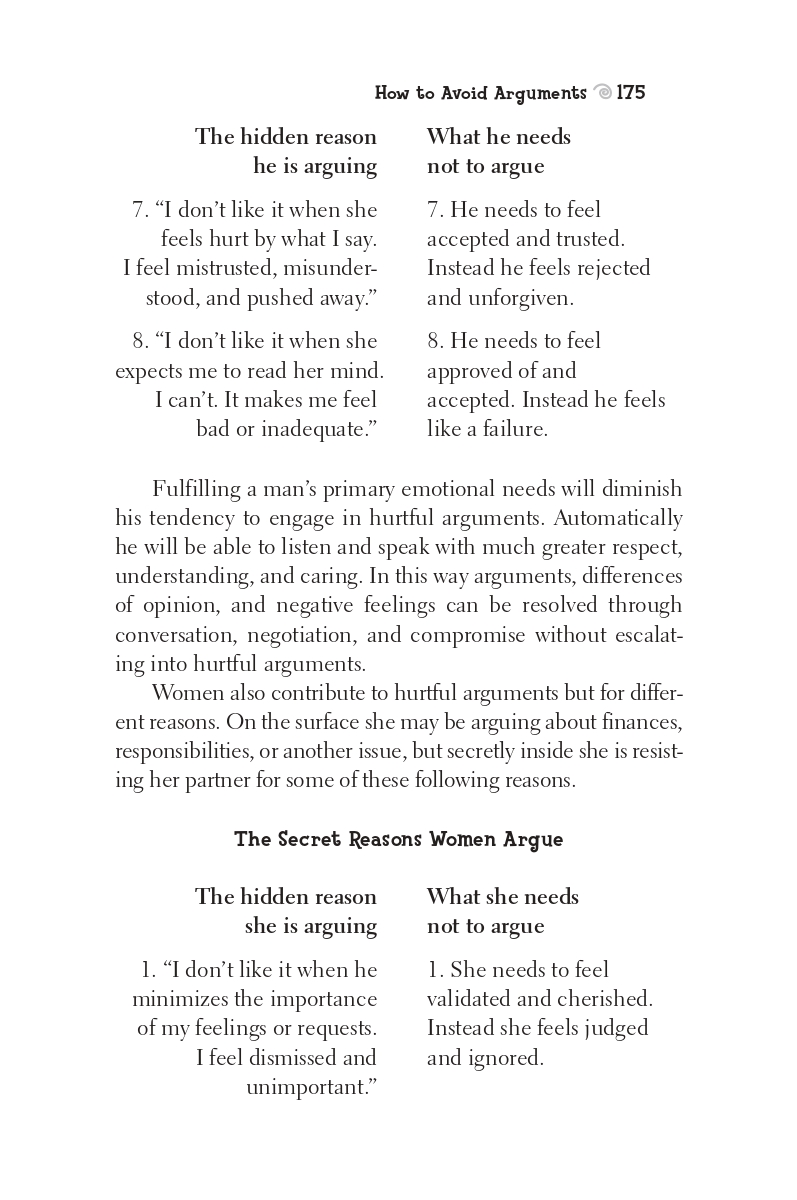 How to Avoid Arguments 175
The hidden reason
he is arguing
What he needs
not to argue
7. “I don’t like it when she
feels hurt by what I say.
I feel mistrusted, misunder-
stood, and pushed away.”
7. He needs to feel
accepted and trusted.
Instead he feels rejected
and unforgiven.
8. “I don’t like it when she
expects me to read her mind.
I can’t. It makes me feel
bad or inadequate.”
8. He needs to feel
approved of and
accepted. Instead he feels
like a failure.
Fulfilling a man’s primary emotional needs will diminish
his tendency to engage in hurtful arguments. Automatically
he will be able to listen and speak with much greater respect,
understanding, and caring. In this way arguments, differences
of opinion, and negative feelings can be resolved through
conversation, negotiation, and compromise without escalat-
ing into hurtful arguments.
Women also contribute to hurtful arguments but for differ-
ent reasons. On the surface she may be arguing about finances,
responsibilities, or another issue, but secretly inside she is resist-
ing her partner for some of these following reasons.
The Secret Reasons Women Argue
The hidden reason
she is arguing
What she needs
not to argue
1. “I don’t like it when he
minimizes the importance
of my feelings or requests.
I feel dismissed and
unimportant.”
1. She needs to feel
validated and cherished.
Instead she feels judged
and ignored.